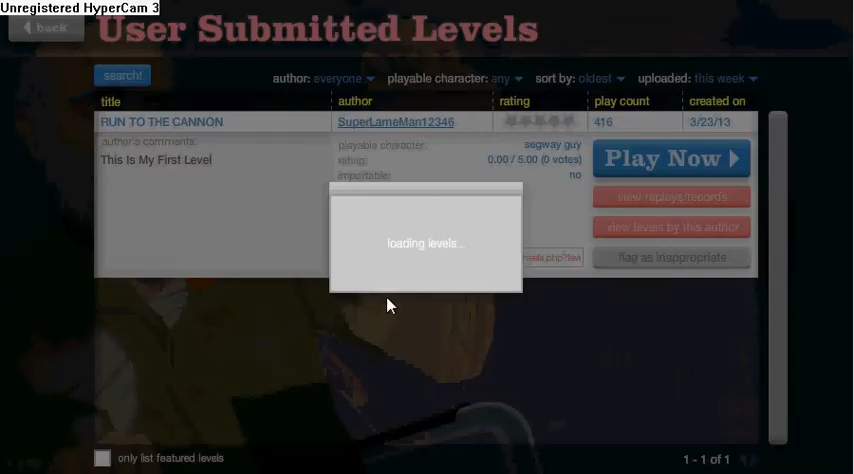 Unregistered HyperCam 3
back
User Submitted Levels
search!
author: everyone playable character: any sort by: oldest uploaded: this week
title author rating play count created on
RUN TO THE CANNON SuperLameMan12346 416 3/23/13
author's comments:
This Is My First Level
playable character: segway guy
rating: 0.00 / 5.00 (0 votes)
importable: no
Play Now
view replays/records
view levels by this author
flag as inappropriate
loading levels...
only list featured levels
1 - 1 of 1